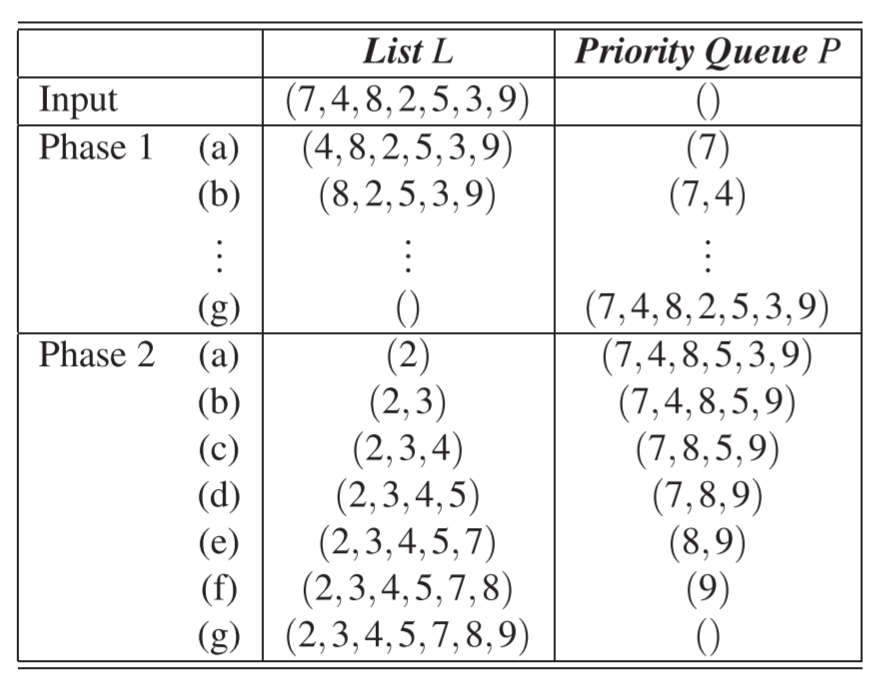 List L Priority Queue P
Input (7,4,8,2,5,3,9) ()
Phase 1 (a) (4,8,2,5,3,9) (7)
(b) (8,2,5,3,9) (7,4)
⋮ ⋮ ⋮
(g) () (7,4,8,2,5,3,9)
Phase 2 (a) (2) (7,4,8,5,3,9)
(b) (2,3) (7,4,8,5,9)
(c) (2,3,4) (7,8,5,9)
(d) (2,3,4,5) (7,8,9)
(e) (2,3,4,5,7) (8,9)
(f) (2,3,4,5,7,8) (9)
(g) (2,3,4,5,7,8,9) ()